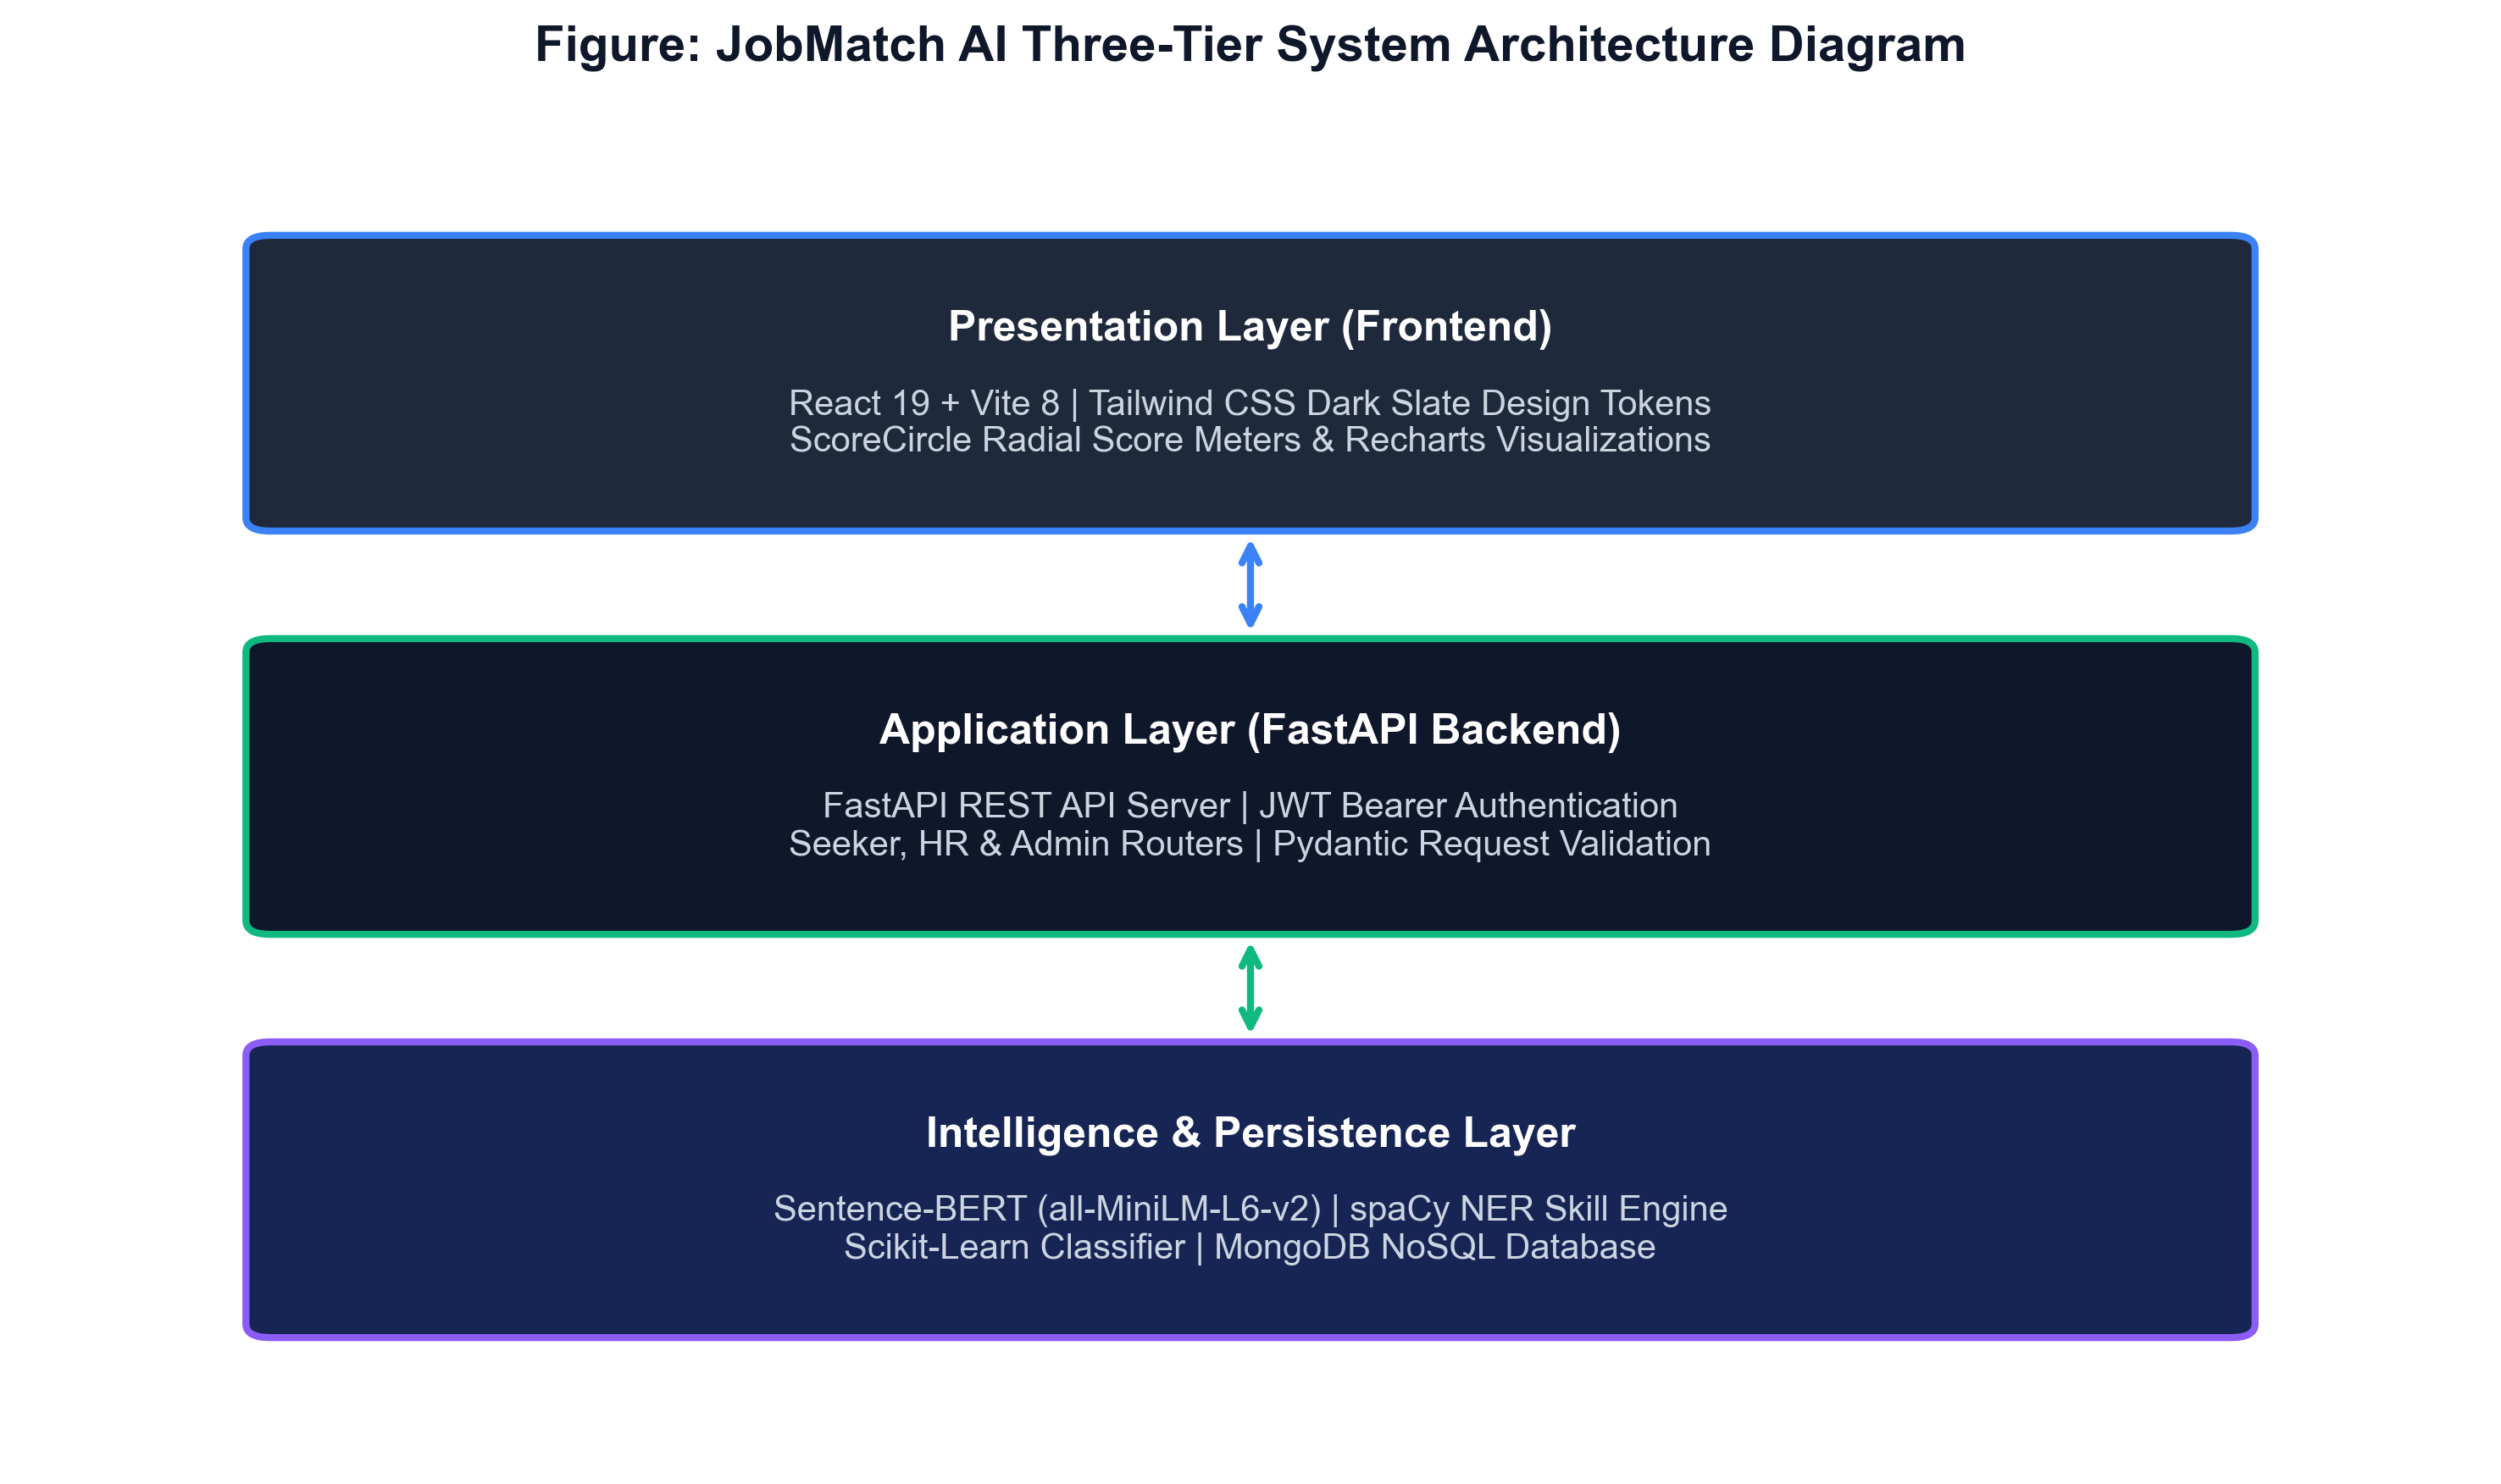 Figure: JobMatch AI Three-Tier System Architecture Diagram
Presentation Layer (Frontend)
React 19 + Vite 8 | Tailwind CSS Dark Slate Design Tokens
ScoreCircle Radial Score Meters & Recharts Visualizations
Application Layer (FastAPI Backend)
FastAPI REST API Server | JWT Bearer Authentication
Seeker, HR & Admin Routers | Pydantic Request Validation
Intelligence & Persistence Layer
Sentence-BERT (all-MiniLM-L6-v2) | spaCy NER Skill Engine
Scikit-Learn Classifier | MongoDB NoSQL Database